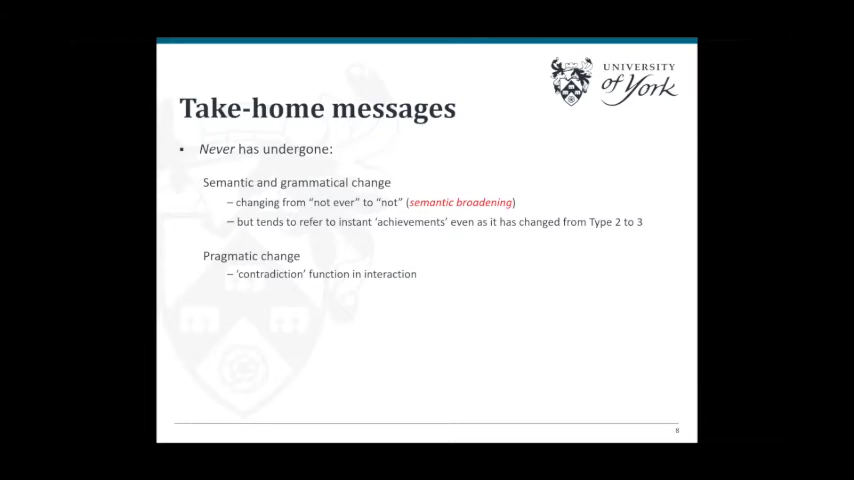 UNIVERSITY
of York
Take-home messages
▪ Never has undergone:
Semantic and grammatical change
– changing from “not ever” to “not” (semantic broadening)
– but tends to refer to instant ‘achievements’ even as it has changed from Type 2 to 3
Pragmatic change
– ‘contradiction’ function in interaction
8